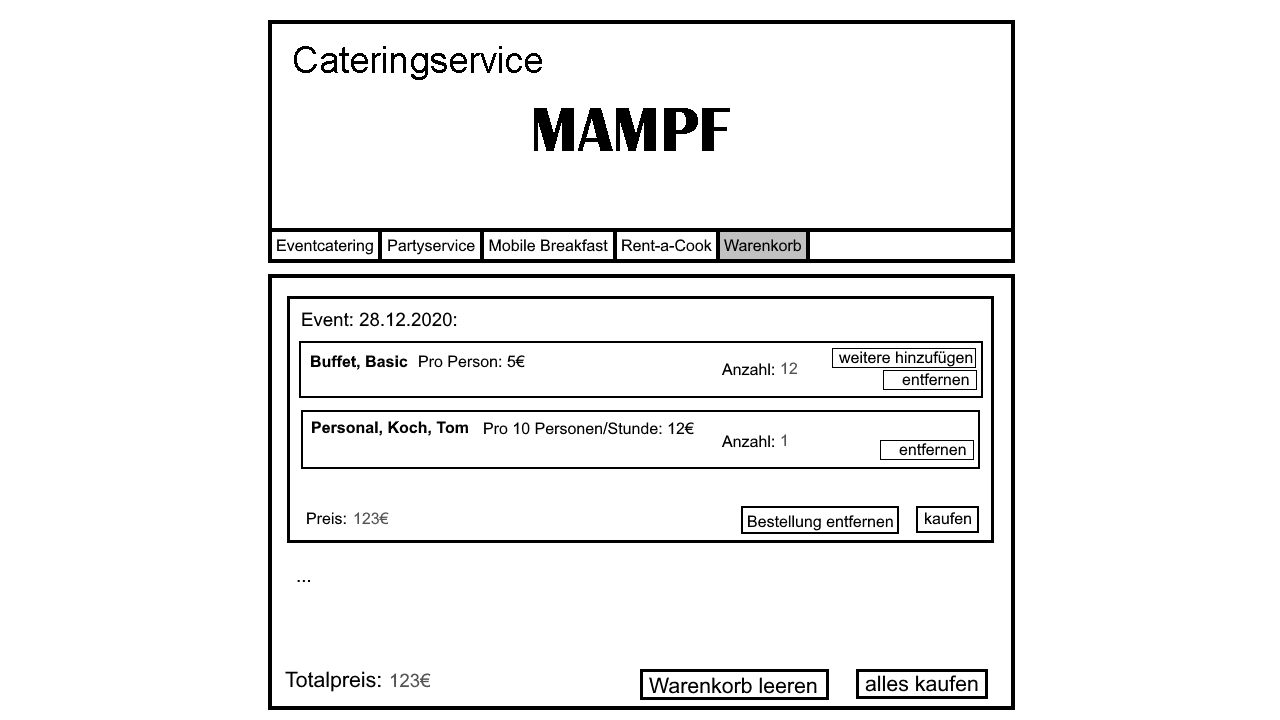 Cateringservice
MAMPF
Eventcatering Partyservice Mobile Breakfast Rent-a-Cook Warenkorb
Event: 28.12.2020:
Buffet, Basic Pro Person: 5€ Anzahl: 12 weitere hinzufügen
entfernen
Personal, Koch, Tom Pro 10 Personen/Stunde: 12€ Anzahl: 1 entfernen
Preis: 123€ Bestellung entfernen kaufen
...
Totalpreis: 123€ Warenkorb leeren alles kaufen